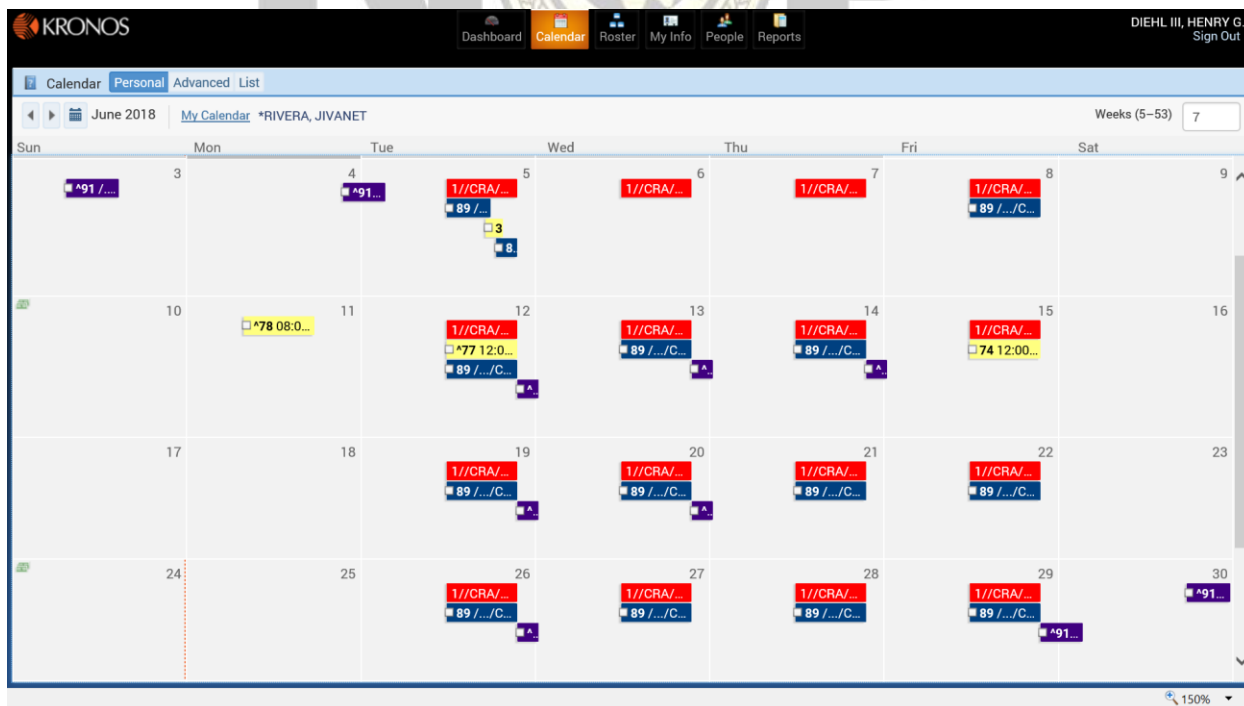 KRONOS
Dashboard Calendar Roster My Info People Reports
DIEHL III, HENRY G.
Sign Out
Calendar Personal Advanced List
June 2018 My Calendar *RIVERA, JIVANET Weeks (5–53) 7
Sun Mon Tue Wed Thu Fri Sat
3 4 5 6 7 8 9
^91 /.... ^91... 1//CRA/... 1//CRA/... 1//CRA/... 1//CRA/...
89 /... 89 /.../C...
3
8.
10 11 12 13 14 15 16
^78 08:0... 1//CRA/... 1//CRA/... 1//CRA/... 1//CRA/...
^77 12:0... 89 /.../C... 89 /.../C... 74 12:00...
89 /.../C... ^.. ^..
^..
17 18 19 20 21 22 23
1//CRA/... 1//CRA/... 1//CRA/... 1//CRA/...
89 /.../C... 89 /.../C... 89 /.../C... 89 /.../C...
^.. ^..
24 25 26 27 28 29 30
1//CRA/... 1//CRA/... 1//CRA/... 1//CRA/... ^91...
89 /.../C... 89 /.../C... 89 /.../C... 89 /.../C...
^.. ^91...
150%